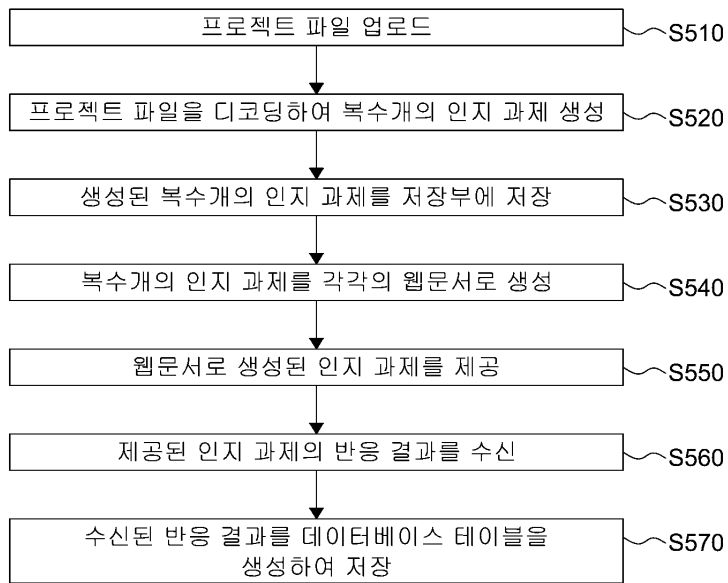 프로젝트 파일 업로드
S510
프로젝트 파일을 디코딩하여 복수개의 인지 과제 생성
S520
생성된 복수개의 인지 과제를 저장부에 저장
S530
복수개의 인지 과제를 각각의 웹문서로 생성
S540
웹문서로 생성된 인지 과제를 제공
S550
제공된 인지 과제의 반응 결과를 수신
S560
수신된 반응 결과를 데이터베이스 테이블을
생성하여 저장
S570